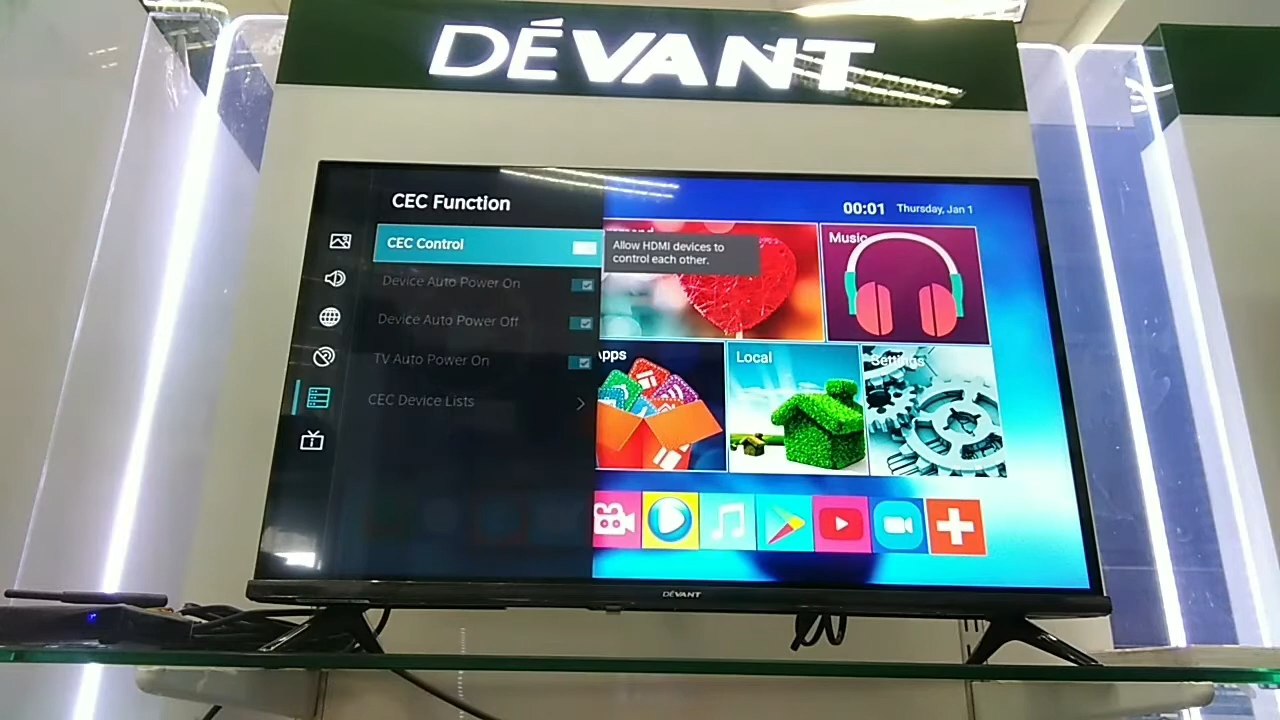 DÉVANT
CEC Function
00:01 Thursday, Jan 1
CEC Control
Allow HDMI devices to
control each other.
Music
Device Auto Power On
Device Auto Power Off
TV Auto Power On
Apps
Local
Settings
CEC Device Lists
DÉVANT